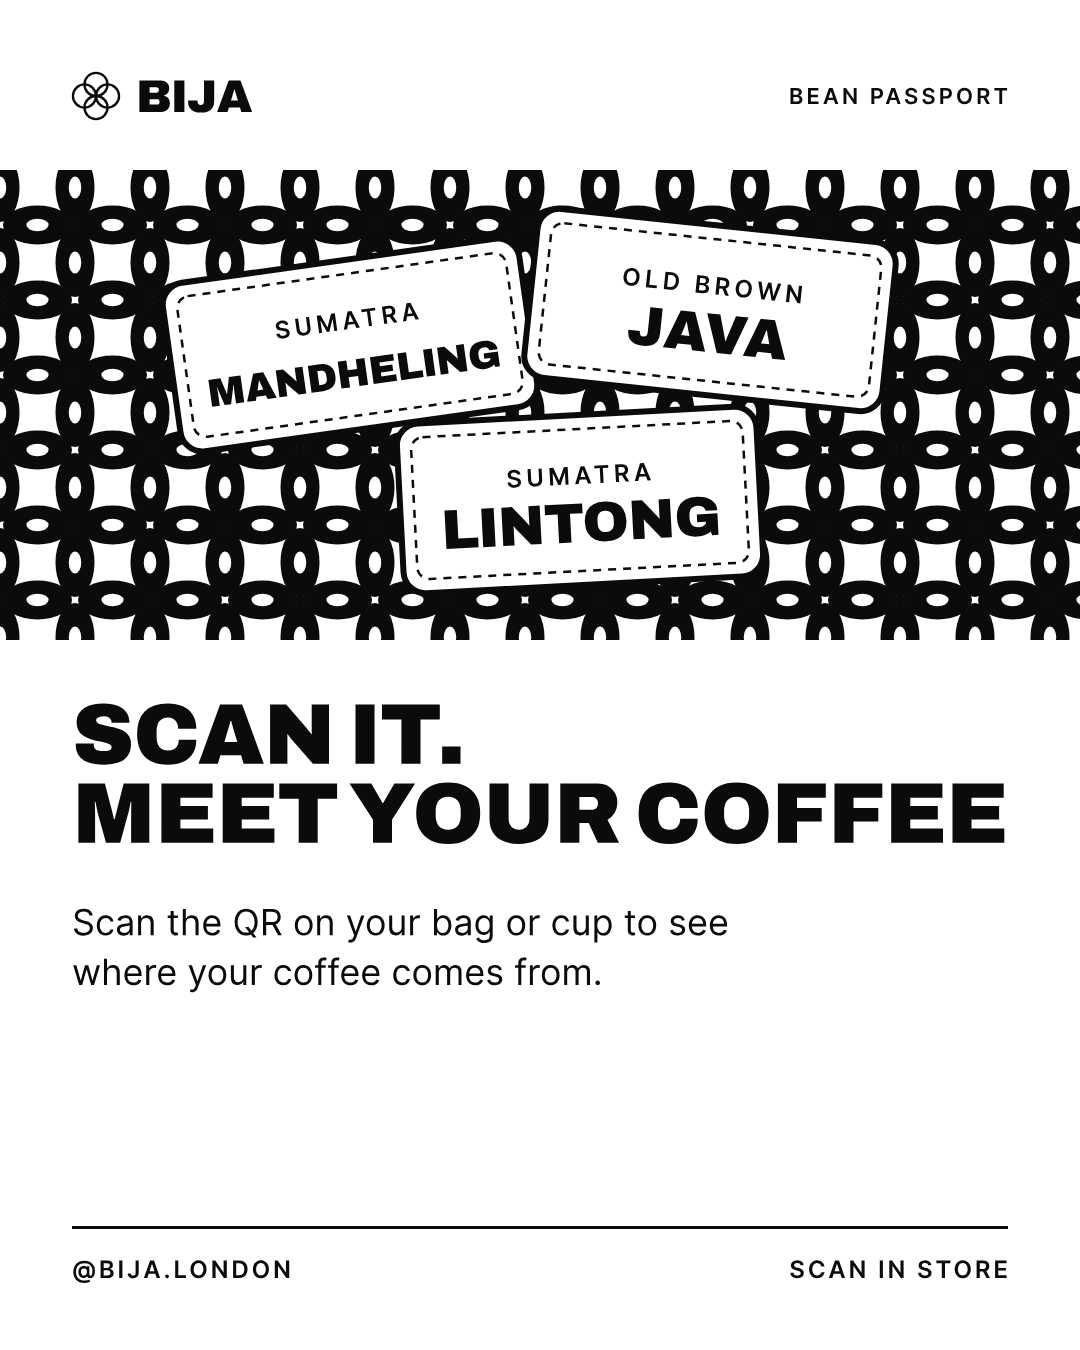 BIJA
BEAN PASSPORT
SUMATRA
MANDHELING
OLD BROWN
JAVA
SUMATRA
LINTONG
SCAN IT.
MEET YOUR COFFEE
Scan the QR on your bag or cup to see
where your coffee comes from.
@BIJA.LONDON
SCAN IN STORE